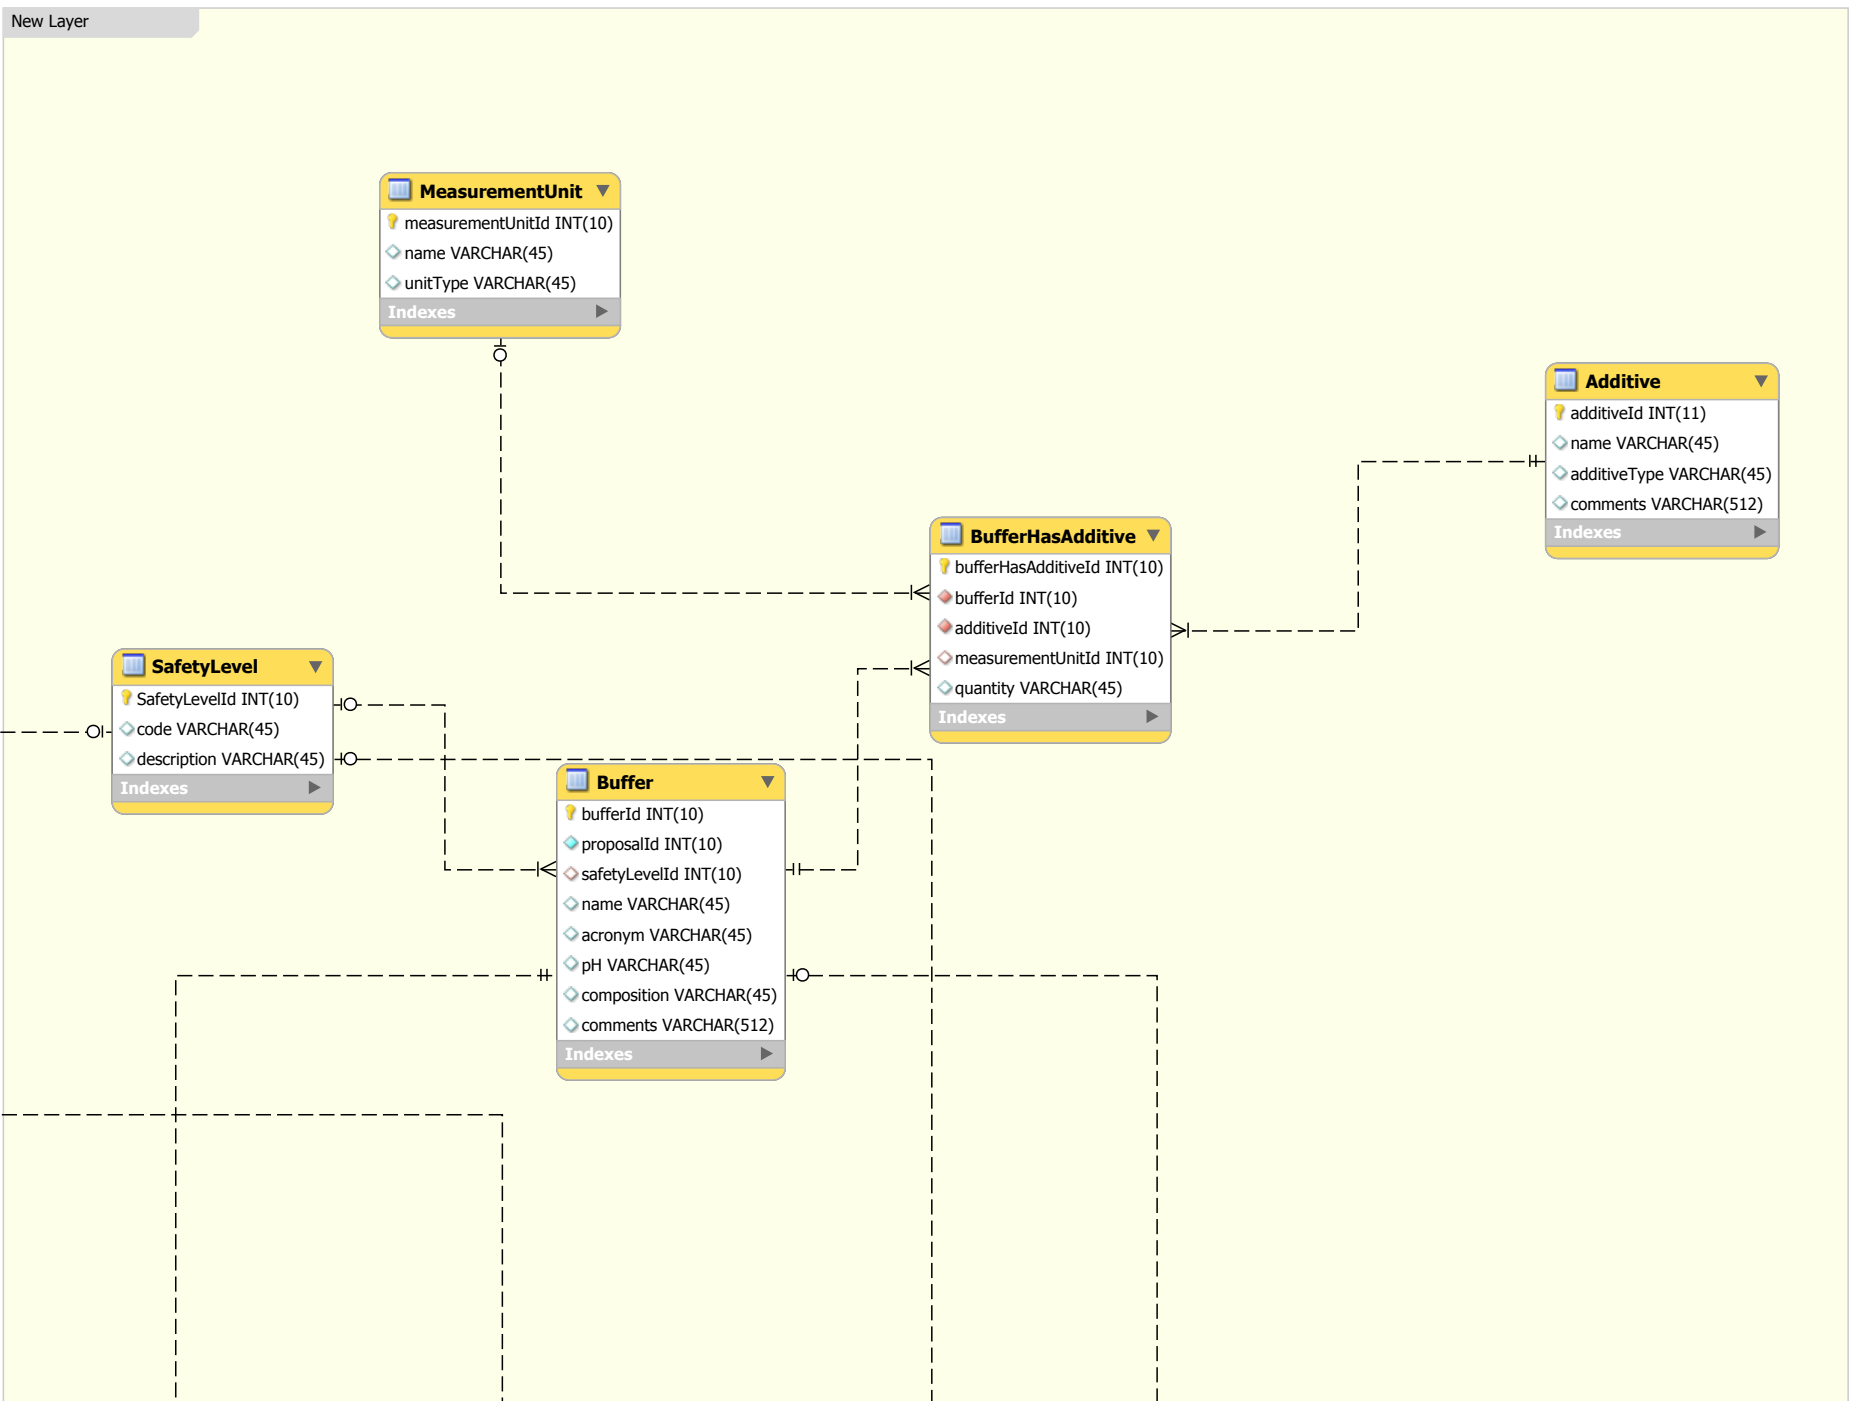 New Layer
MeasurementUnit
measurementUnitId INT(10)
name VARCHAR(45)
unitType VARCHAR(45)
Indexes
Additive
additiveId INT(11)
name VARCHAR(45)
additiveType VARCHAR(45)
comments VARCHAR(512)
Indexes
BufferHasAdditive
bufferHasAdditiveId INT(10)
bufferId INT(10)
additiveId INT(10)
measurementUnitId INT(10)
quantity VARCHAR(45)
Indexes
SafetyLevel
SafetyLevelId INT(10)
code VARCHAR(45)
description VARCHAR(45)
Indexes
Buffer
bufferId INT(10)
proposalId INT(10)
safetyLevelId INT(10)
name VARCHAR(45)
acronym VARCHAR(45)
pH VARCHAR(45)
composition VARCHAR(45)
comments VARCHAR(512)
Indexes